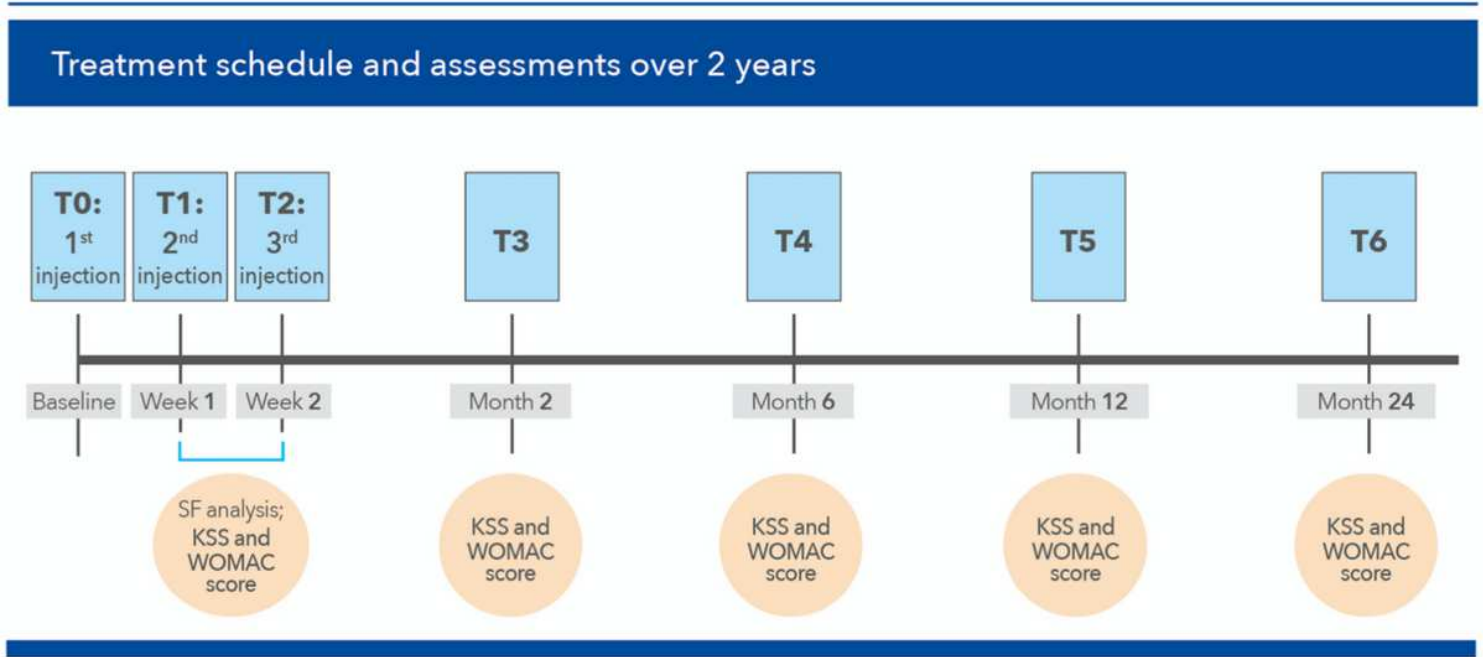 Treatment schedule and assessments over 2 years
T0:
1st
injection
T1:
2nd
injection
T2:
3rd
injection
T3
T4
T5
T6
Baseline
Week 1
Week 2
Month 2
Month 6
Month 12
Month 24
SF analysis;
KSS and
WOMAC
score
KSS and
WOMAC
score
KSS and
WOMAC
score
KSS and
WOMAC
score
KSS and
WOMAC
score